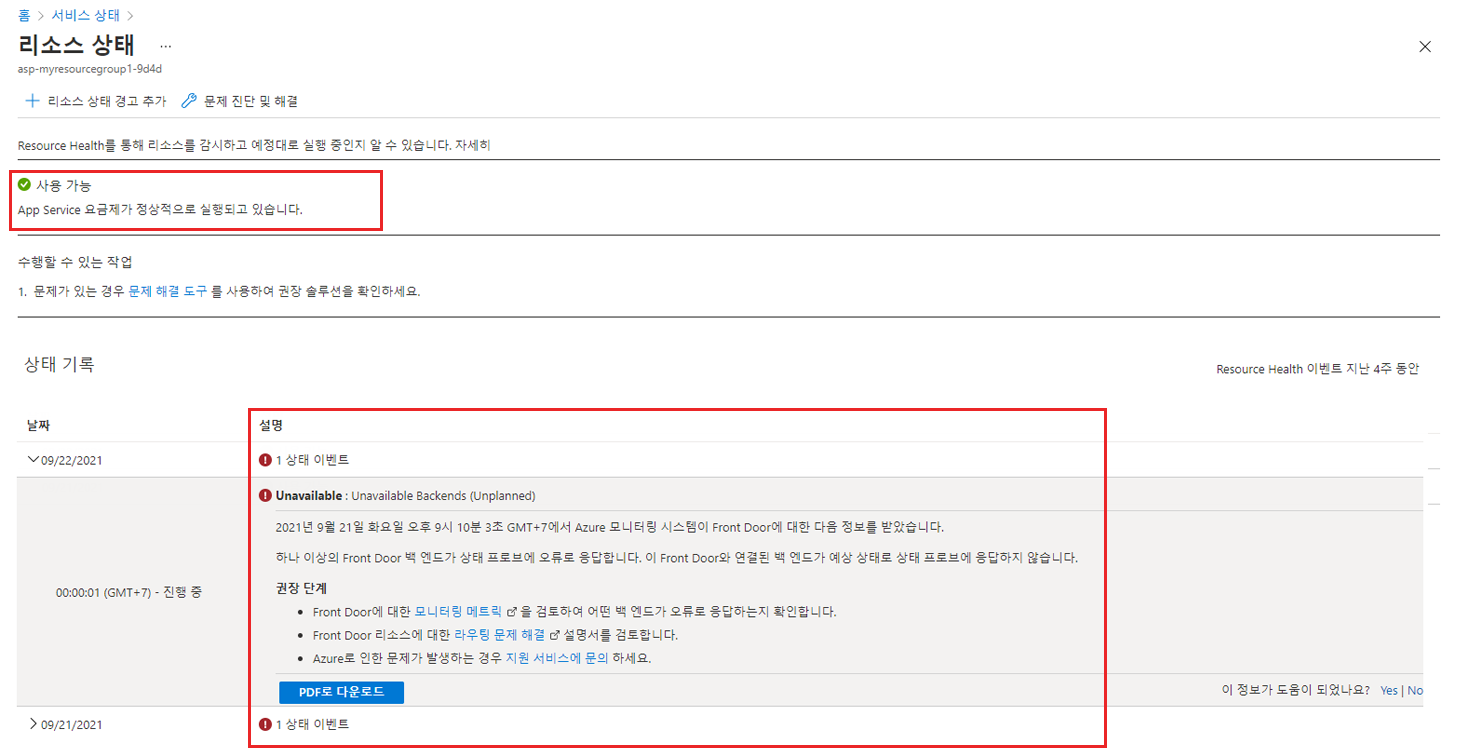 홈 > 서비스 상태 >
리소스 상태 ...
asp-myresourcegroup1-9d4d
리소스 상태 경고 추가 문제 진단 및 해결
Resource Health를 통해 리소스를 감시하고 예정대로 실행 중인지 알 수 있습니다. 자세히
사용 가능
App Service 요금제가 정상적으로 실행되고 있습니다.
수행할 수 있는 작업
1. 문제가 있는 경우 문제 해결 도구 를 사용하여 권장 솔루션을 확인하세요.
상태 기록
Resource Health 이벤트 지난 4주 동안
날짜 설명
09/22/2021 1 상태 이벤트
Unavailable : Unavailable Backends (Unplanned)
2021년 9월 21일 화요일 오후 9시 10분 3초 GMT+7에서 Azure 모니터링 시스템이 Front Door에 대한 다음 정보를 받았습니다.
하나 이상의 Front Door 백 엔드가 상태 프로브에 오류로 응답합니다. 이 Front Door와 연결된 백 엔드가 예상 상태로 상태 프로브에 응답하지 않습니다.
권장 단계
00:00:01 (GMT+7) - 진행 중
• Front Door에 대한 모니터링 메트릭 을 검토하여 어떤 백 엔드가 오류로 응답하는지 확인합니다.
• Front Door 리소스에 대한 라우팅 문제 해결 설명서를 검토합니다.
• Azure로 인한 문제가 발생하는 경우 지원 서비스에 문의 하세요.
PDF로 다운로드 이 정보가 도움이 되었나요? Yes | No
09/21/2021 1 상태 이벤트